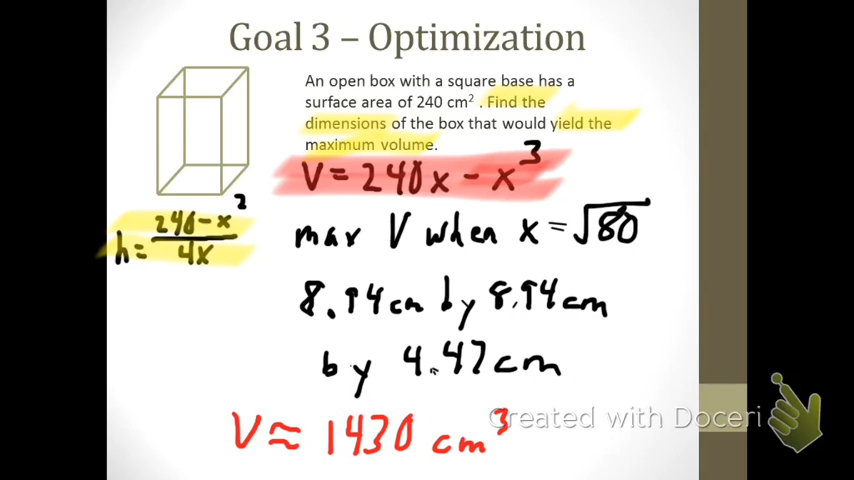 Goal 3 – Optimization
An open box with a square base has a
surface area of 240 cm² . Find the
dimensions of the box that would yield the
maximum volume.
V = 240x - x³
h = (240 - x²)/4x
max V when x = √80
8.94cm by 8.94cm
by 4.47cm
V ≈ 1430 cm³
Created with Doceri